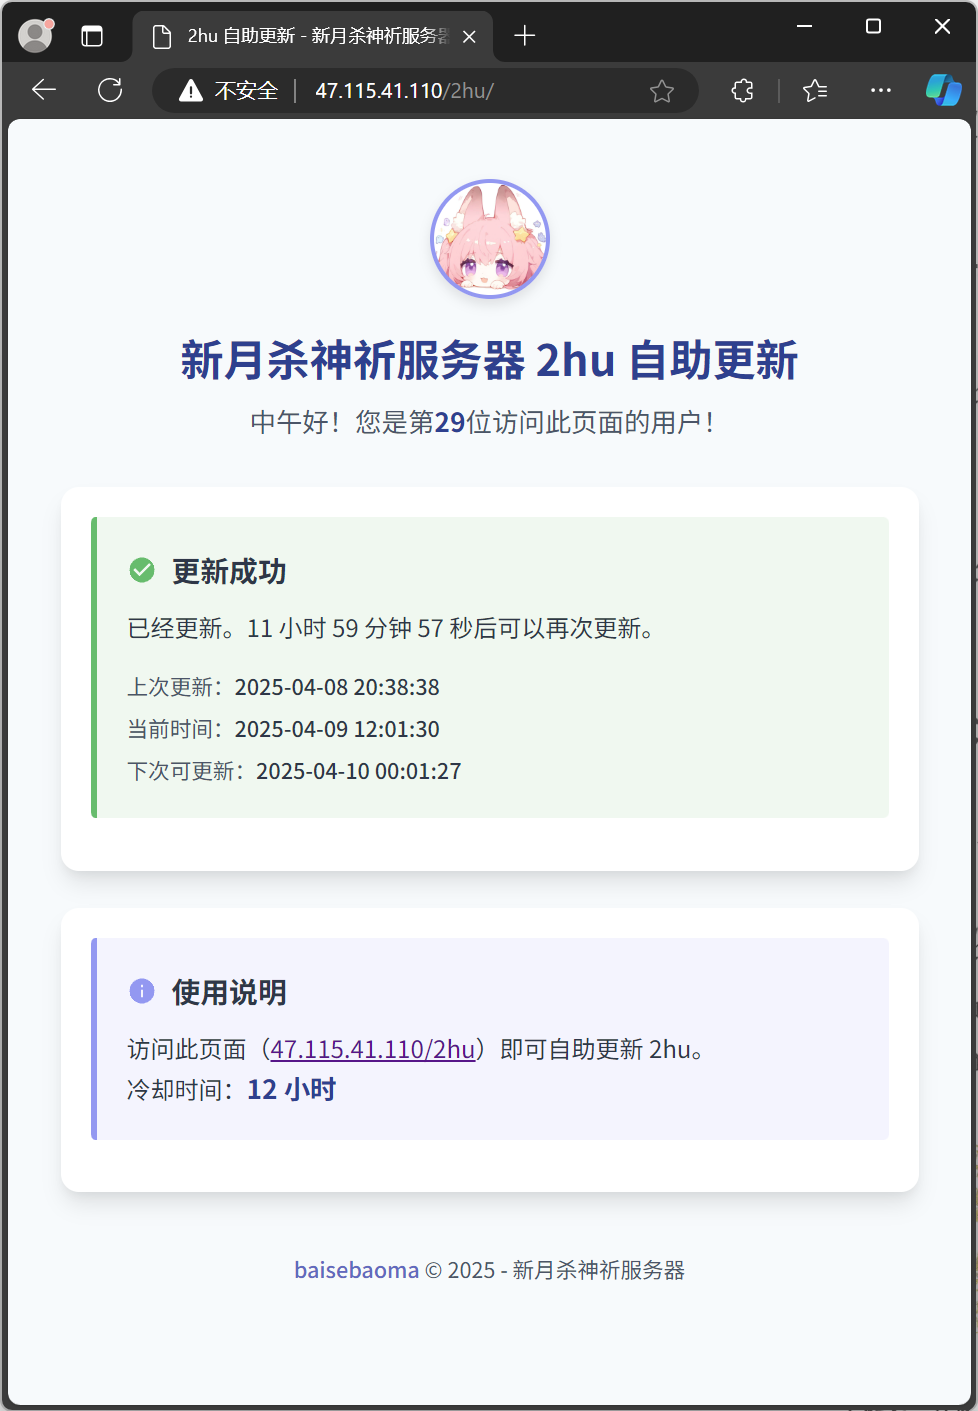 2hu 自助更新 - 新月杀神祈服务器
不安全
47.115.41.110/2hu/
新月杀神祈服务器 2hu 自助更新
中午好！您是第29位访问此页面的用户！
更新成功
已经更新。11 小时 59 分钟 57 秒后可以再次更新。
上次更新：2025-04-08 20:38:38
当前时间：2025-04-09 12:01:30
下次可更新：2025-04-10 00:01:27
使用说明
访问此页面（47.115.41.110/2hu）即可自助更新 2hu。
冷却时间：12 小时
baisebaoma © 2025 - 新月杀神祈服务器